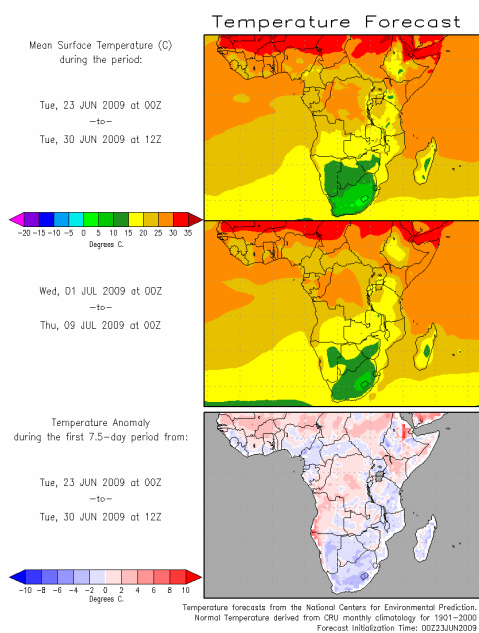 Temperature Forecast
Mean Surface Temperature (C)
during the period:
Tue, 23 JUN 2009 at 00Z
-to-
Tue, 30 JUN 2009 at 12Z
-20 -15 -10 -5 0 5 10 15 20 25 30 35
Degrees C.
Wed, 01 JUL 2009 at 00Z
-to-
Thu, 09 JUL 2009 at 00Z
Temperature Anomaly
during the first 7.5-day period from:
Tue, 23 JUN 2009 at 00Z
-to-
Tue, 30 JUN 2009 at 12Z
-10 -8 -6 -4 -2 0 2 4 6 8 10
Degrees C.
Temperature forecasts from the National Centers for Environmental Prediction.
Normal Temperature derived from CRU monthly climatology for 1901-2000
Forecast Initialization Time: 00Z23JUN2009